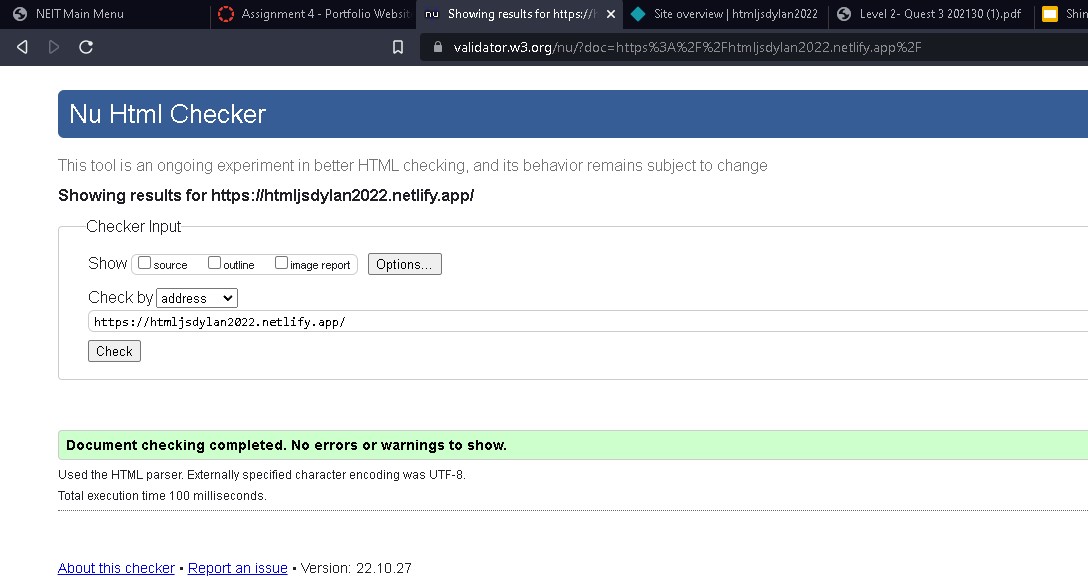 NEIT Main Menu
Assignment 4 - Portfolio Websit
nu Showing results for https://h
Site overview | htmljsdylan2022
Level 2- Quest 3 202130 (1).pdf
Shin
validator.w3.org/nu/?doc=https%3A%2F%2Fhtmljsdylan2022.netlify.app%2F
Nu Html Checker
This tool is an ongoing experiment in better HTML checking, and its behavior remains subject to change
Showing results for https://htmljsdylan2022.netlify.app/
Checker Input
Show source outline image report Options...
Check by address
https://htmljsdylan2022.netlify.app/
Check
Document checking completed. No errors or warnings to show.
Used the HTML parser. Externally specified character encoding was UTF-8.
Total execution time 100 milliseconds.
About this checker • Report an issue • Version: 22.10.27